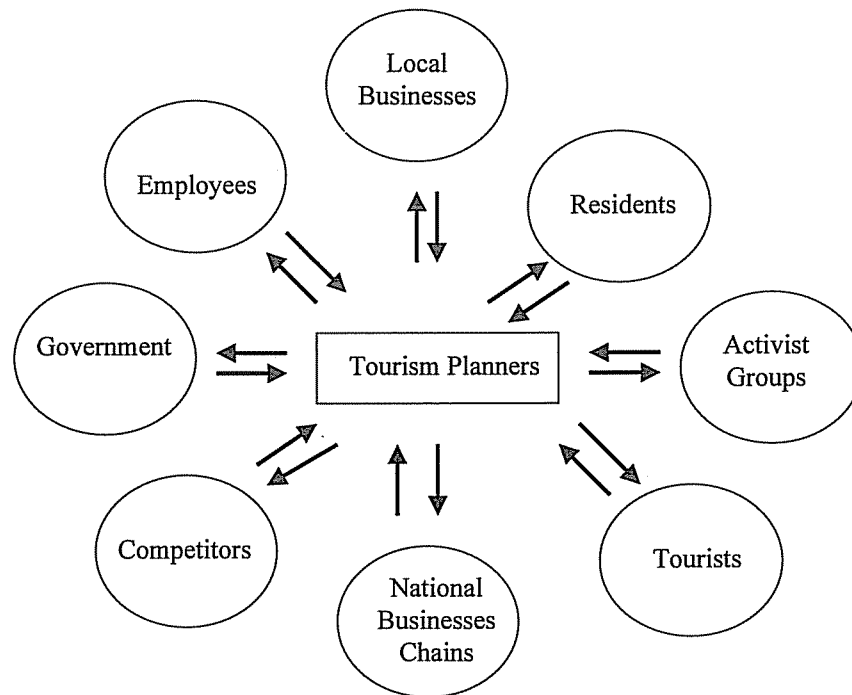 Local
Businesses
Employees
Residents
Government
Tourism Planners
Activist
Groups
Competitors
Tourists
National
Businesses
Chains